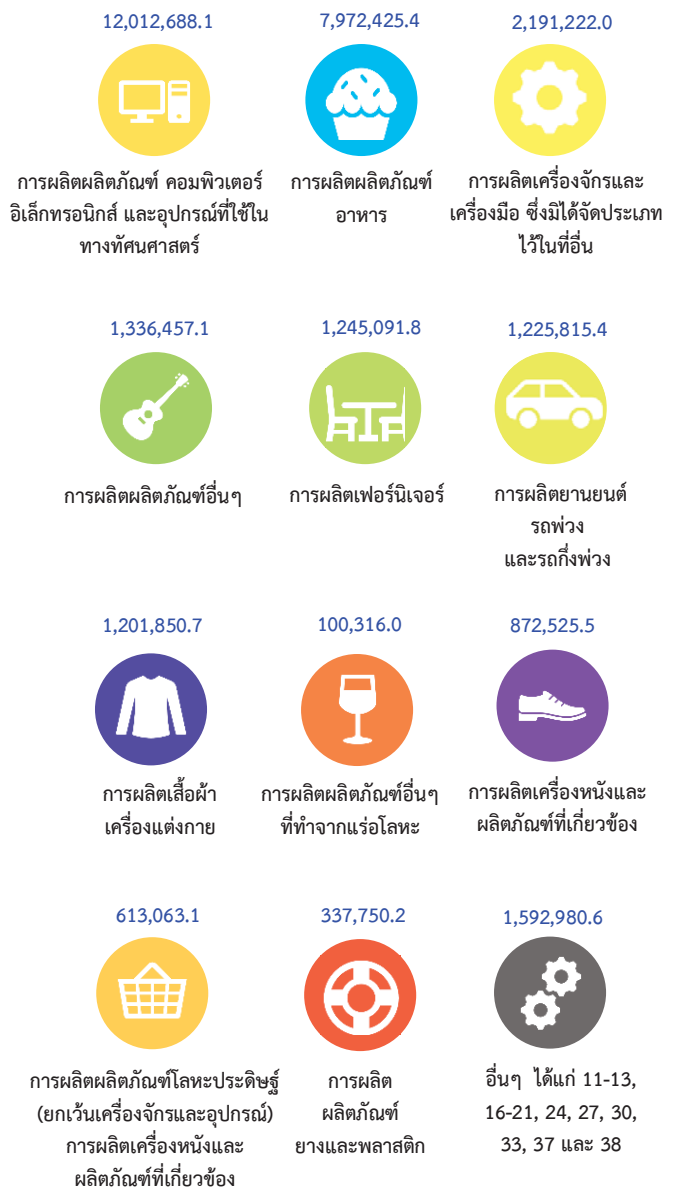 12,012,688.1
การผลิตผลิตภัณฑ์ คอมพิวเตอร์
อิเล็กทรอนิกส์ และอุปกรณ์ที่ใช้ใน
ทางทัศนศาสตร์
7,972,425.4
การผลิตผลิตภัณฑ์
อาหาร
2,191,222.0
การผลิตเครื่องจักรและ
เครื่องมือ ซึ่งมิได้จัดประเภท
ไว้ในที่อื่น
1,336,457.1
การผลิตผลิตภัณฑ์อื่นๆ
1,245,091.8
การผลิตเฟอร์นิเจอร์
1,225,815.4
การผลิตยานยนต์
รถพ่วง
และรถกึ่งพ่วง
1,201,850.7
การผลิตเสื้อผ้า
เครื่องแต่งกาย
100,316.0
การผลิตผลิตภัณฑ์อื่นๆ
ที่ทำจากแร่อโลหะ
872,525.5
การผลิตเครื่องหนังและ
ผลิตภัณฑ์ที่เกี่ยวข้อง
613,063.1
การผลิตผลิตภัณฑ์โลหะประดิษฐ์
(ยกเว้นเครื่องจักรและอุปกรณ์)
การผลิตเครื่องหนังและ
ผลิตภัณฑ์ที่เกี่ยวข้อง
337,750.2
การผลิต
ผลิตภัณฑ์
ยางและพลาสติก
1,592,980.6
อื่นๆ ได้แก่ 11-13,
16-21, 24, 27, 30,
33, 37 และ 38